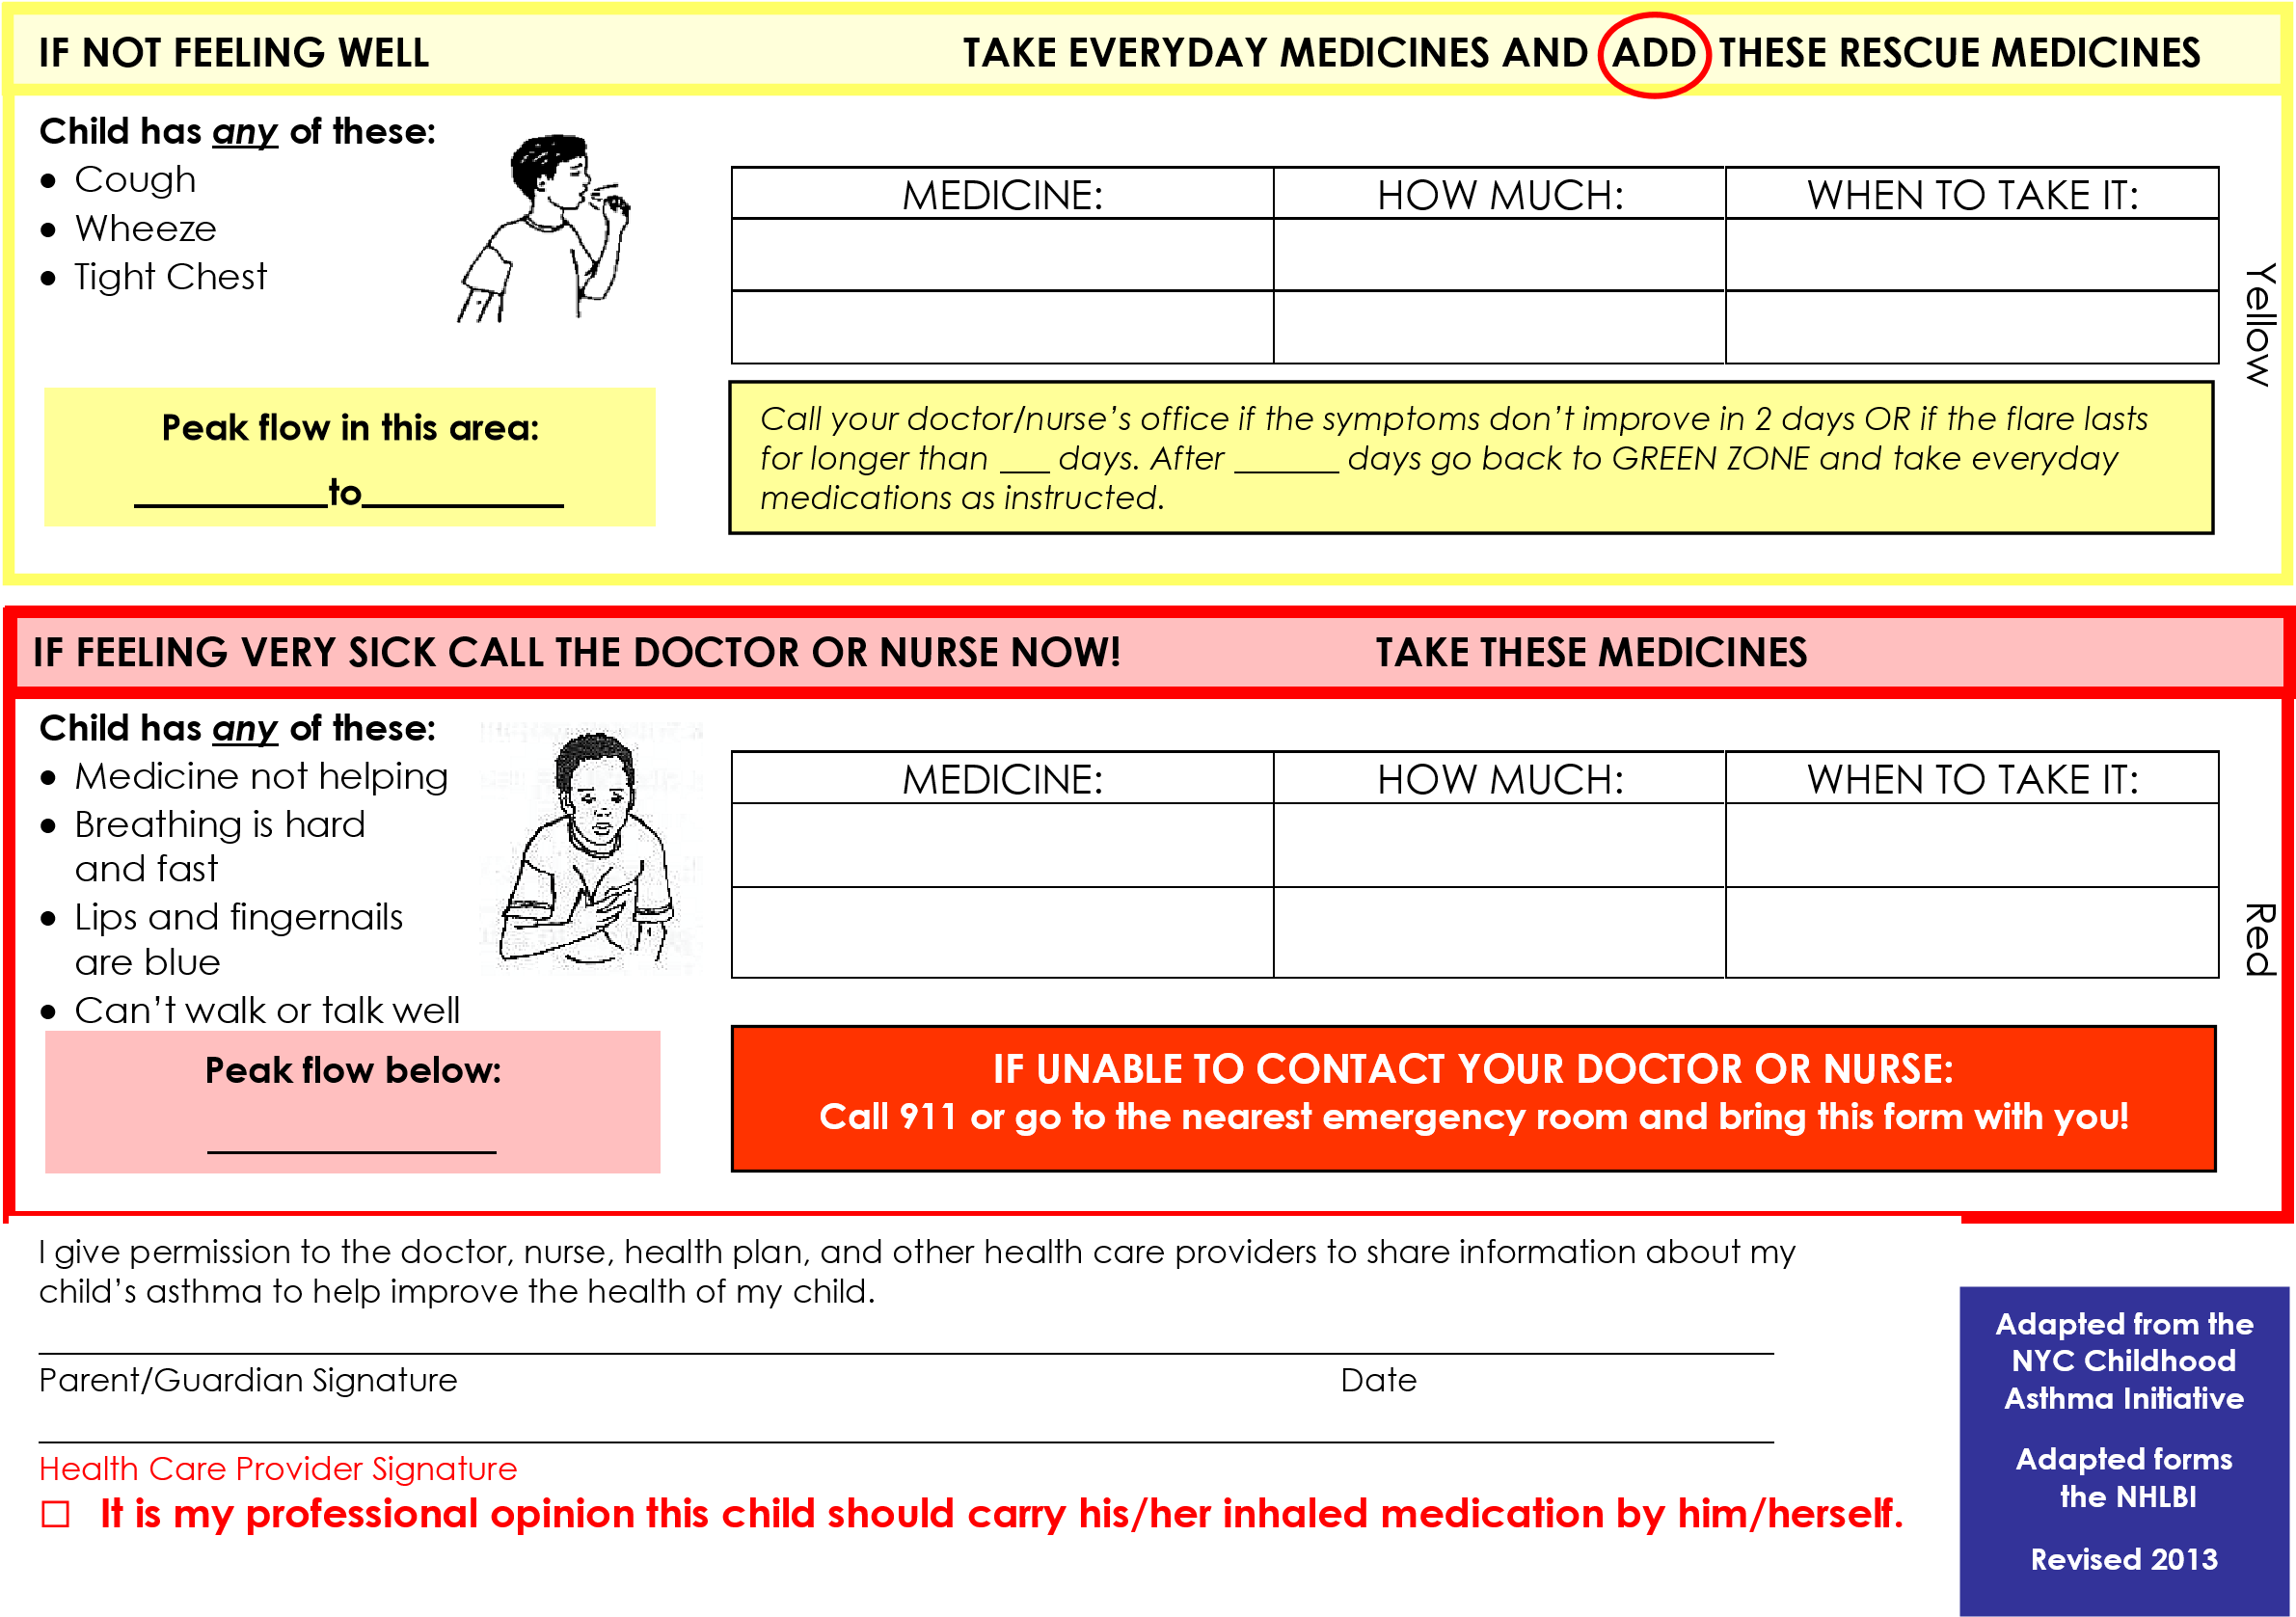 IF NOT FEELING WELL
TAKE EVERYDAY MEDICINES AND ADD THESE RESCUE MEDICINES
Child has any of these:
• Cough
• Wheeze
• Tight Chest
Peak flow in this area:
__________to__________
MEDICINE:
HOW MUCH:
WHEN TO TAKE IT:
Call your doctor/nurse’s office if the symptoms don’t improve in 2 days OR if the flare lasts
for longer than ___ days. After ______ days go back to GREEN ZONE and take everyday
medications as instructed.
Yellow
IF FEELING VERY SICK CALL THE DOCTOR OR NURSE NOW!
TAKE THESE MEDICINES
Child has any of these:
• Medicine not helping
• Breathing is hard
and fast
• Lips and fingernails
are blue
• Can’t walk or talk well
Peak flow below:
MEDICINE:
HOW MUCH:
WHEN TO TAKE IT:
IF UNABLE TO CONTACT YOUR DOCTOR OR NURSE:
Call 911 or go to the nearest emergency room and bring this form with you!
Red
I give permission to the doctor, nurse, health plan, and other health care providers to share information about my
child’s asthma to help improve the health of my child.
Parent/Guardian Signature
Date
Health Care Provider Signature
☐ It is my professional opinion this child should carry his/her inhaled medication by him/herself.
Adapted from the
NYC Childhood
Asthma Initiative
Adapted forms
the NHLBI
Revised 2013